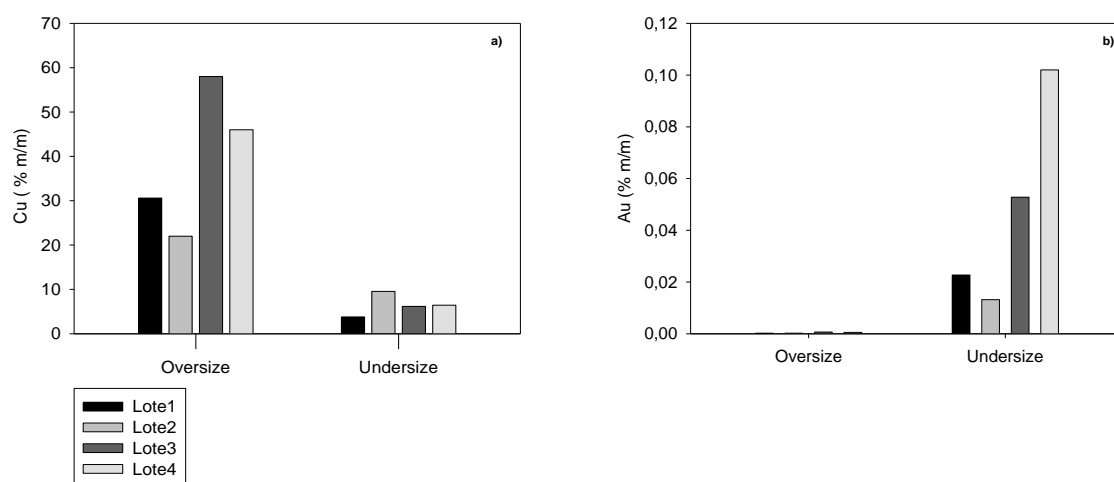 a)
Cu ( % m/m)
70
60
50
40
30
20
10
0
Oversize
Undersize
Lote1
Lote2
Lote3
Lote4
b)
Au (% m/m)
0,12
0,10
0,08
0,06
0,04
0,02
0,00
Oversize
Undersize